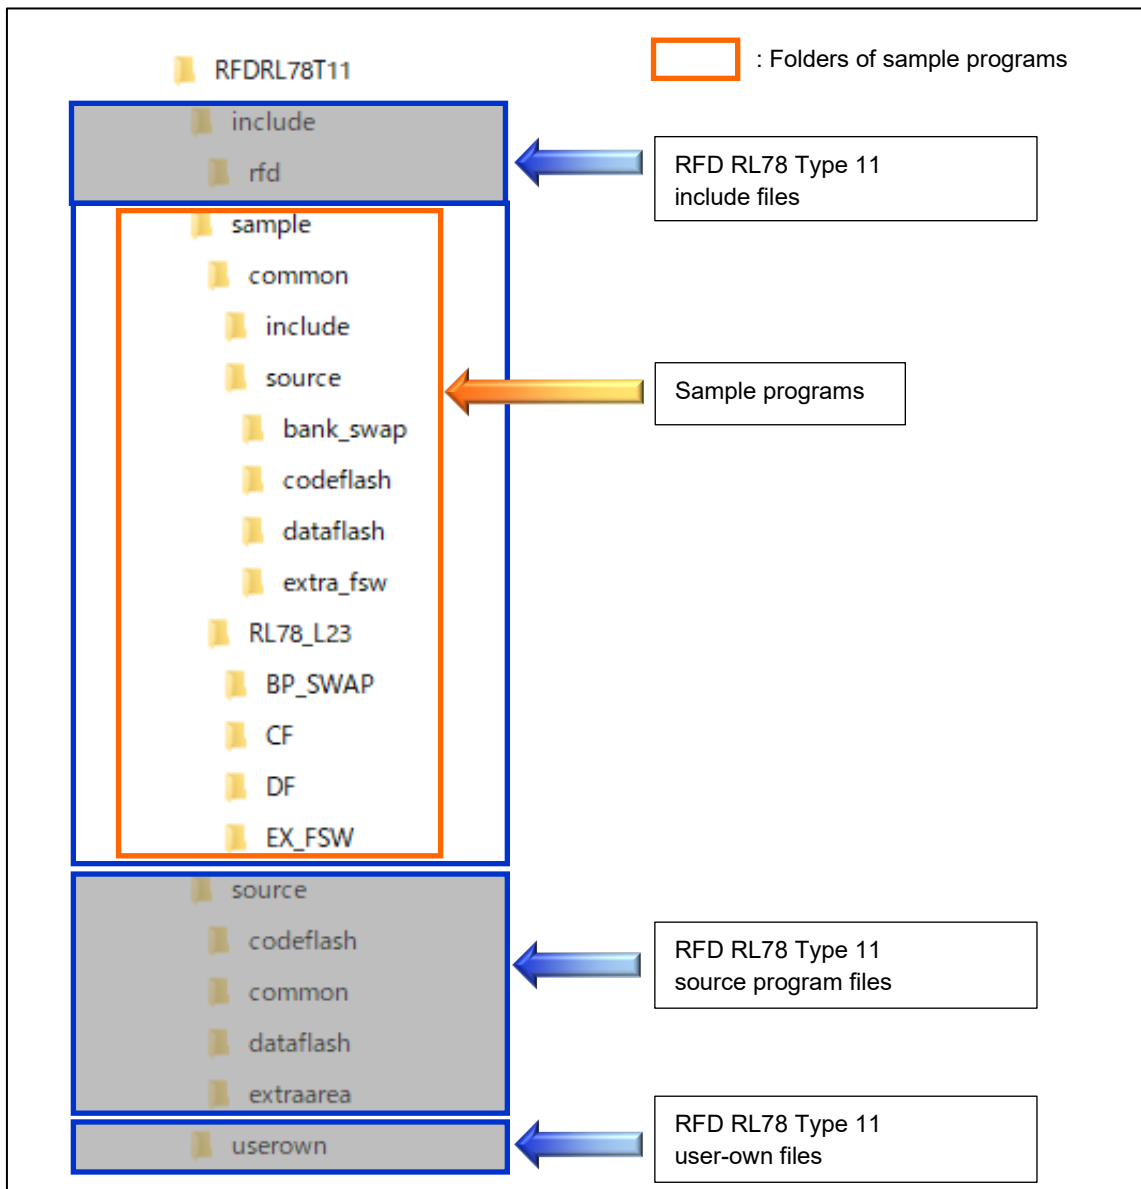 RFDRL78T11
: Folders of sample programs
include
rfd
RFD RL78 Type 11
include files
sample
common
include
source
Sample programs
bank_swap
codeflash
dataflash
extra_fsw
RL78_L23
BP_SWAP
CF
DF
EX_FSW
source
codeflash
RFD RL78 Type 11
source program files
common
dataflash
extraarea
RFD RL78 Type 11
user-own files
userown